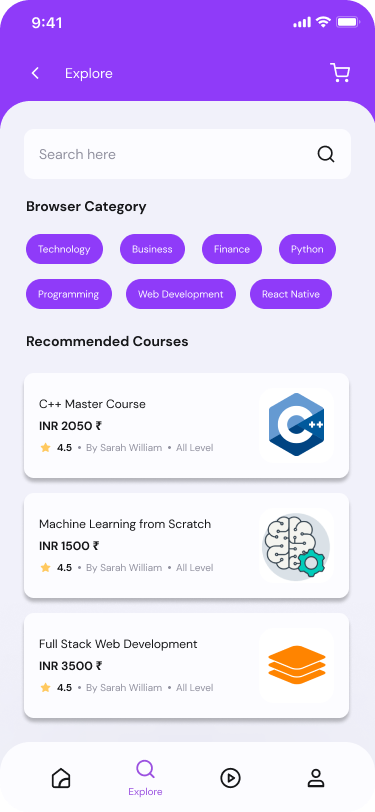 9:41
Explore
Search here
Browser Category
Technology Business Finance Python
Programming Web Development React Native
Recommended Courses
C++ Master Course
INR 2050 ₹
4.5 • By Sarah William • All Level
C++
Machine Learning from Scratch
INR 1500 ₹
4.5 • By Sarah William • All Level
Full Stack Web Development
INR 3500 ₹
4.5 • By Sarah William • All Level
Explore